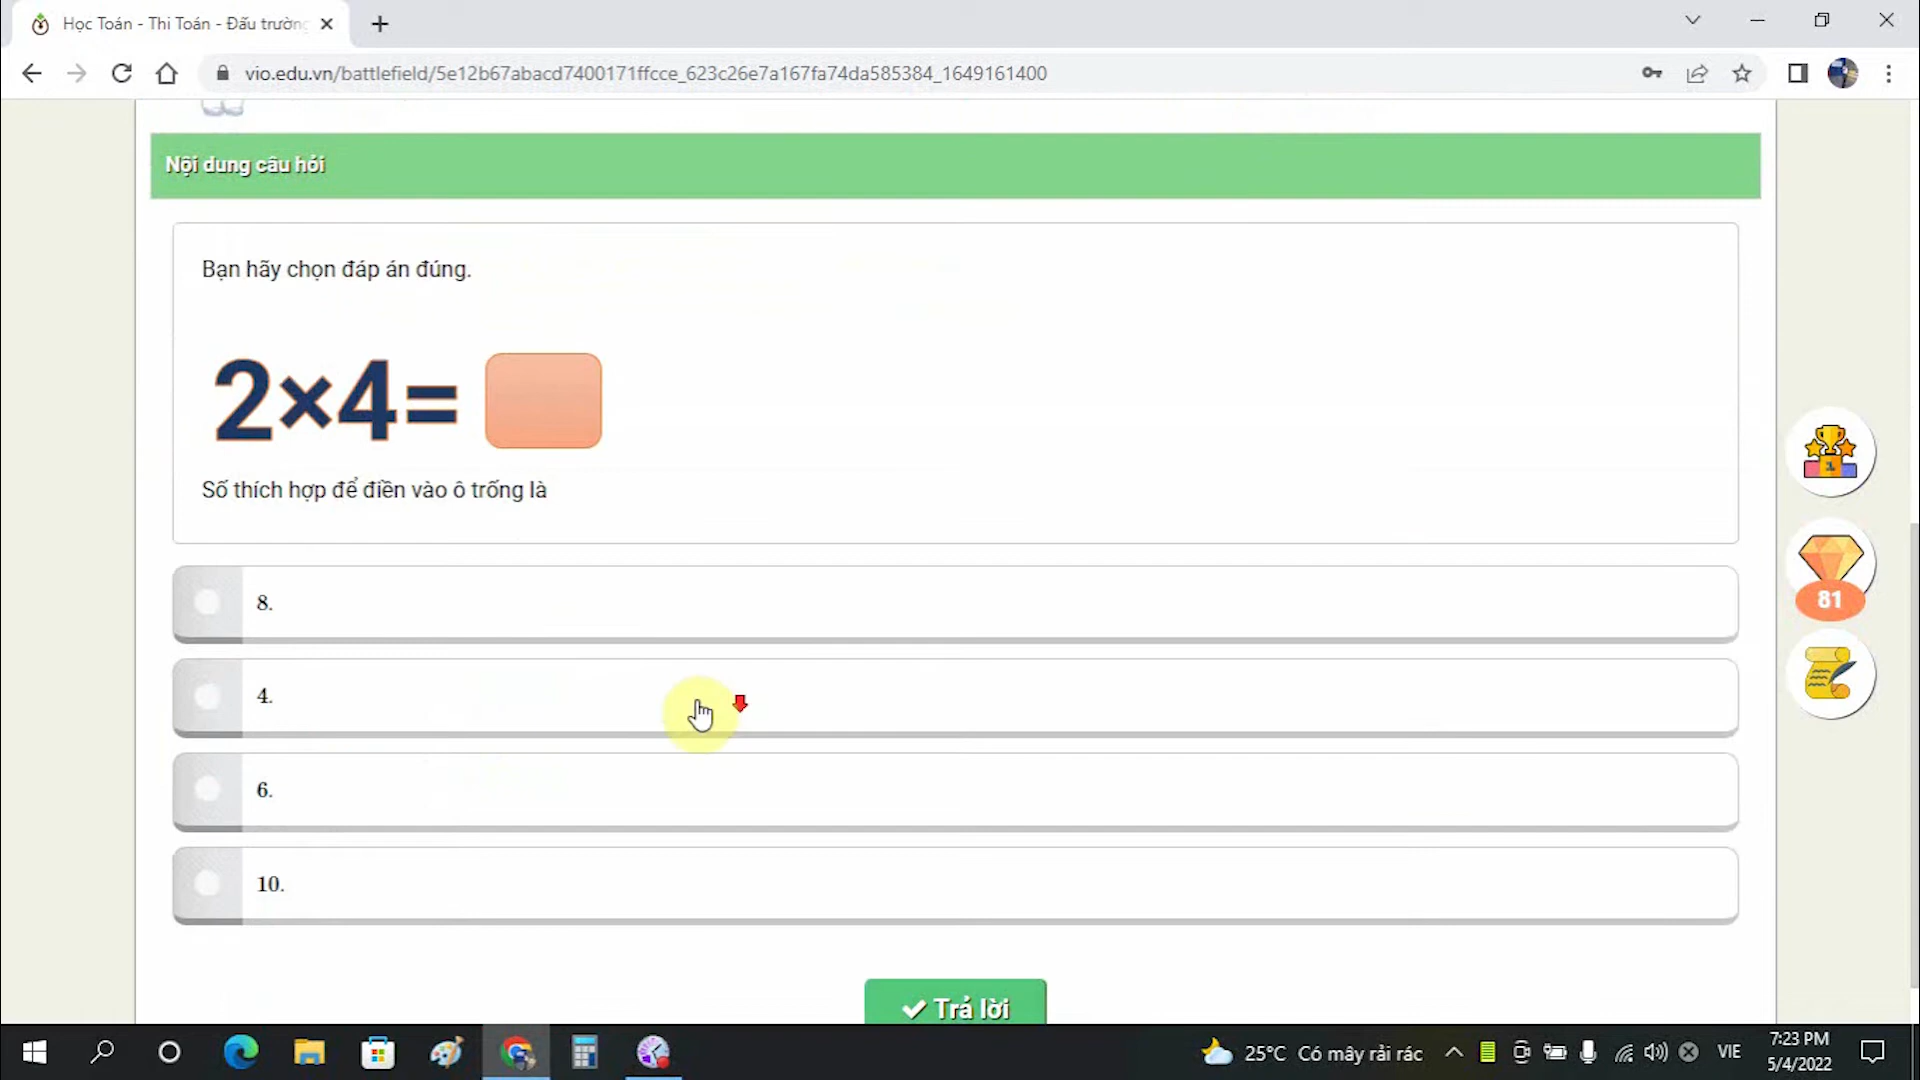 Học Toán - Thi Toán - Đấu trường
vio.edu.vn/battlefield/5e12b67abacd7400171ffcce_623c26e7a167fa74da585384_1649161400
Nội dung câu hỏi
Bạn hãy chọn đáp án đúng.
2×4=
Số thích hợp để điền vào ô trống là
8.
4.
6.
10.
Trả lời
1
81
25°C Có mây rải rác
VIE
7:23 PM
5/4/2022